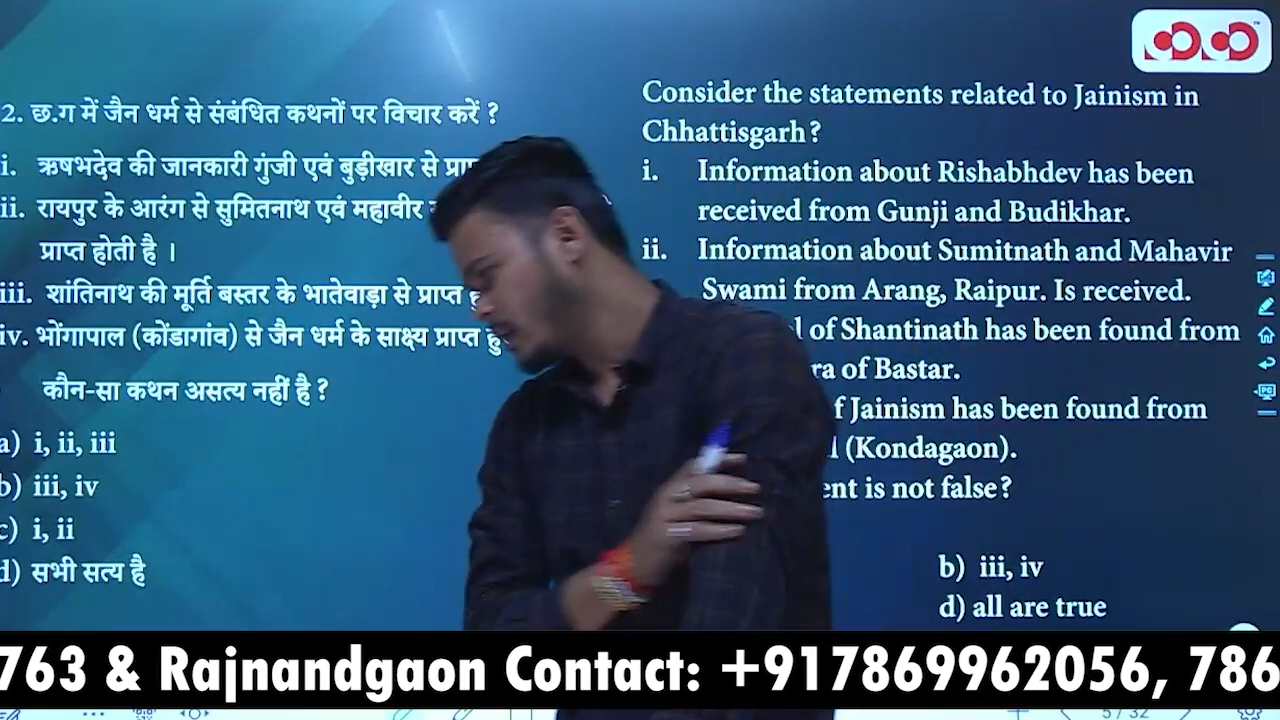 2. छ.ग में जैन धर्म से संबंधित कथनों पर विचार करें ?
i. ऋषभदेव की जानकारी गुंजी एवं बुड़ीखार से
ii. रायपुर के आरंग से सुमितनाथ एवं महावीर
प्राप्त होती है ।
iii. शांतिनाथ की मूर्ति बस्तर के भातेवाड़ा से प्राप्त
iv. भोंगापाल (कोंडागांव) से जैन धर्म के साक्ष्य प्राप्त
कौन-सा कथन असत्य नहीं है ?
a) i, ii, iii
b) iii, iv
c) i, ii
d) सभी सत्य है
Consider the statements related to Jainism in
Chhattisgarh?
i. Information about Rishabhdev has been
received from Gunji and Budikhar.
ii. Information about Sumitnath and Mahavir
Swami from Arang, Raipur. Is received.
of Shantinath has been found from
of Bastar.
Jainism has been found from
(Kondagaon).
is not false?
b) iii, iv
d) all are true
763 & Rajnandgaon Contact: +917869962056, 786
5 / 32